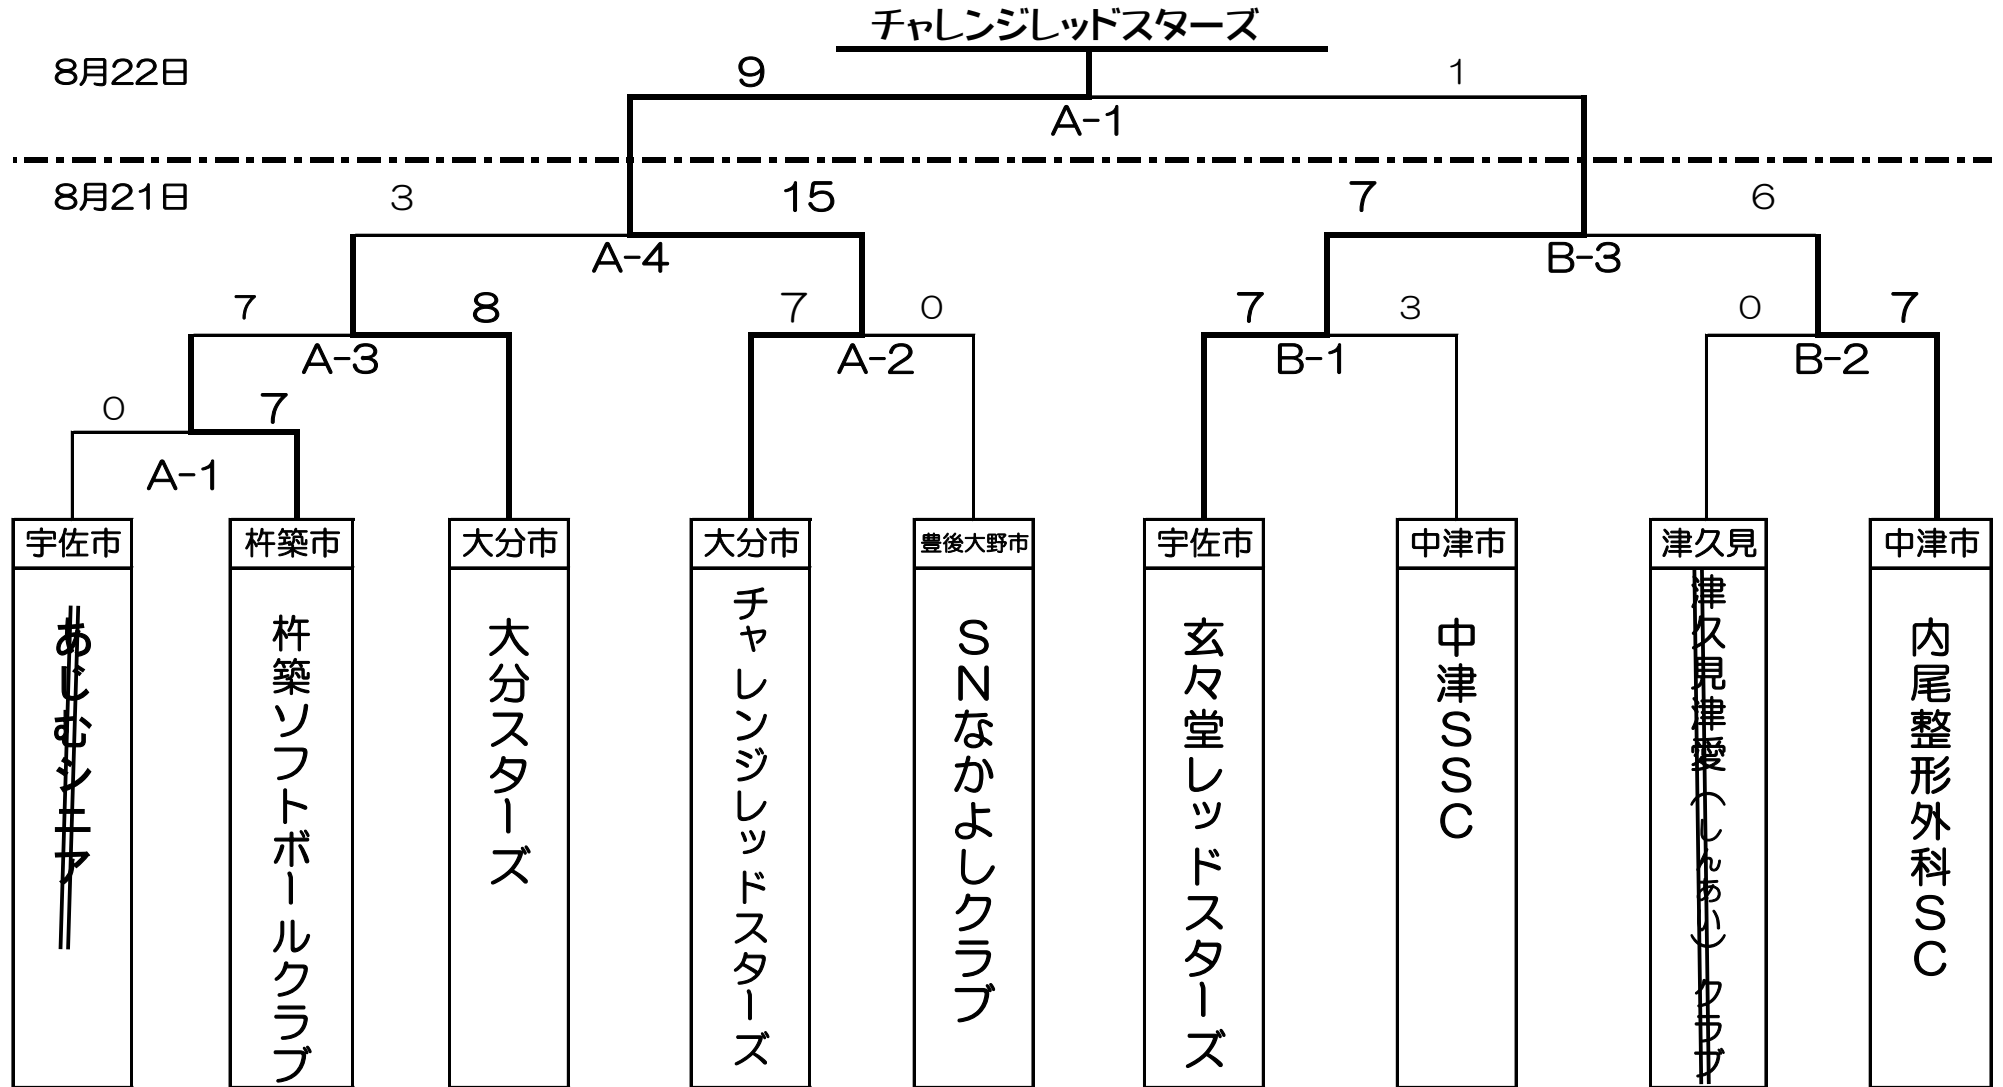 チャレンジレッドスターズ
8月22日
9
1
A-1
8月21日
3
15
7
6
A-4
B-3
7
8
7
0
7
3
0
7
A-3
A-2
B-1
B-2
0
7
A-1
宇佐市
杵築市
大分市
大分市
豊後大野市
宇佐市
中津市
津久見
中津市
あじむシニア
杵築ソフトボールクラブ
大分スターズ
チャレンジレッドスターズ
SNなかよしクラブ
玄々堂レッドスターズ
中津SSC
津久見津愛(しんあい)クラブ
内尾整形外科SC